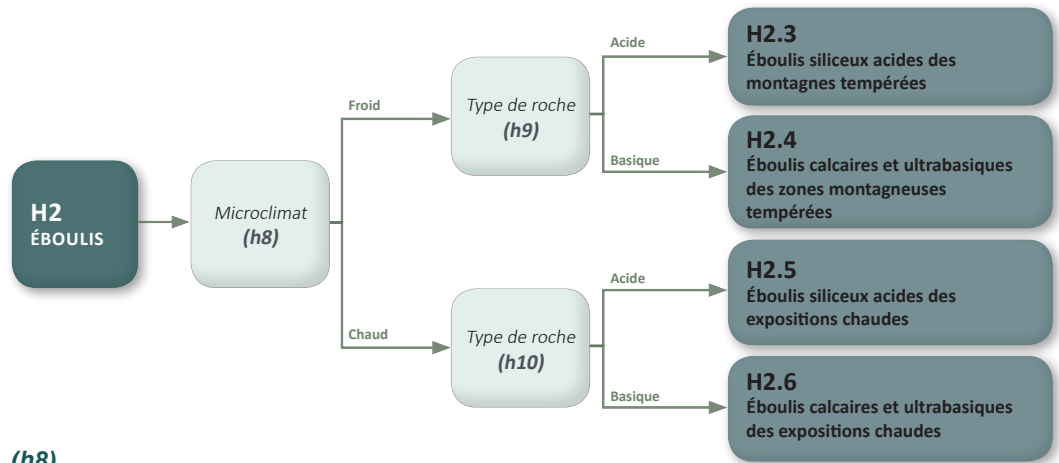 H2
ÉBOULIS
Microclimat
(h8)
Froid
Type de roche
(h9)
Acide
H2.3
Éboulis siliceux acides des
montagnes tempérées
Basique
H2.4
Éboulis calcaires et ultrabasiques
des zones montagneuses
tempérées
Chaud
Type de roche
(h10)
Acide
H2.5
Éboulis siliceux acides des
expositions chaudes
Basique
H2.6
Éboulis calcaires et ultrabasiques
des expositions chaudes
(h8)